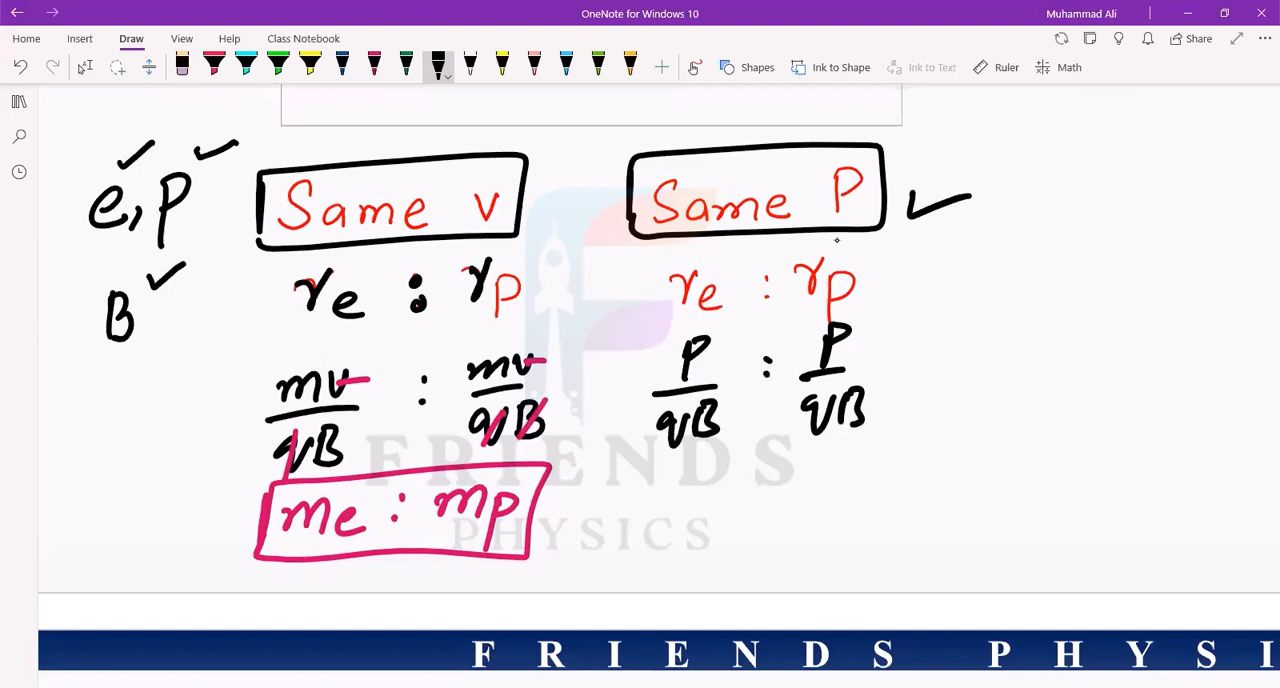 OneNote for Windows 10
Muhammad Ali
Home Insert Draw View Help Class Notebook Share
Shapes Ink to Shape Ink to Text Ruler Math
e, p Same v Same P
B
re : rp re : rp
mv/qB : mv/qB P/qB : P/qB
me : mp
FRIENDS
PHYSICS
FRIENDS PHYSI